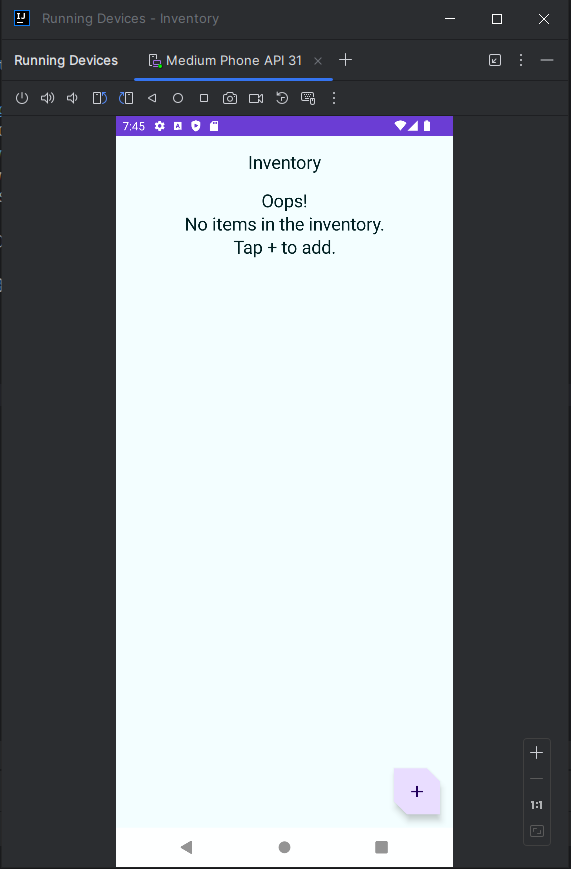 Running Devices - Inventory
Running Devices
Medium Phone API 31
7:45
Inventory
Oops!
No items in the inventory.
Tap + to add.
+
1:1